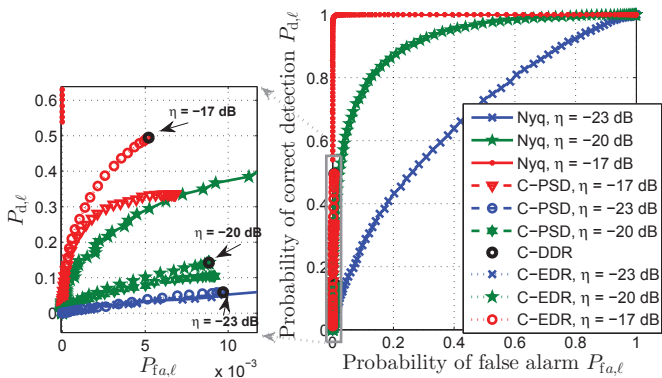 0.6
0.5
0.4
0.3
0.2
0.1
0
P_{d,ℓ}
η = −17 dB
η = −20 dB
η = −23 dB
0 5 10
P_{fa,ℓ}
x 10^{−3}
1
0.8
0.6
0.4
0.2
0
Probability of correct detection P_{d,ℓ}
0 0.2 0.4 0.6 0.8 1
Probability of false alarm P_{fa,ℓ}
Nyq, η = −23 dB
Nyq, η = −20 dB
Nyq, η = −17 dB
C−PSD, η = −17 dB
C−PSD, η = −23 dB
C−PSD, η = −20 dB
C−DDR
C−EDR, η = −23 dB
C−EDR, η = −20 dB
C−EDR, η = −17 dB